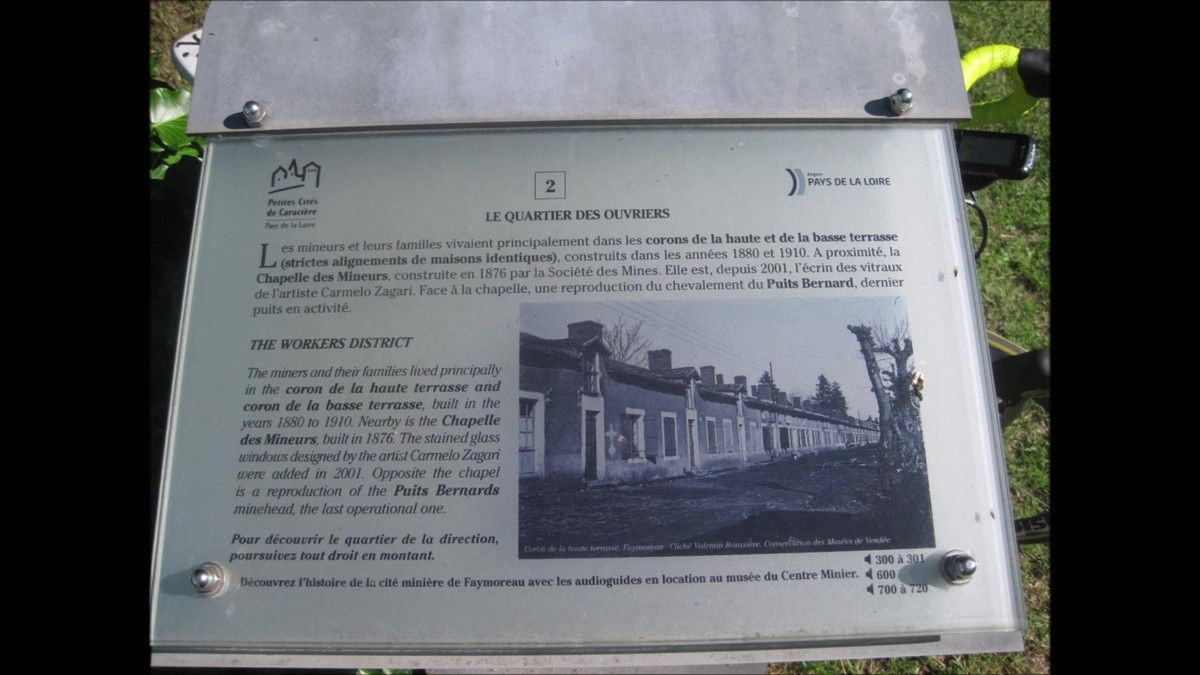 Petites Cités
de Caractère
Pays de la Loire
2
Région
PAYS DE LA LOIRE
LE QUARTIER DES OUVRIERS
Les mineurs et leurs familles vivaient principalement dans les corons de la haute et de la basse terrasse
(strictes alignements de maisons identiques), construits dans les années 1880 et 1910. A proximité, la
Chapelle des Mineurs, construite en 1876 par la Société des Mines. Elle est, depuis 2001, l'écrin des vitraux
de l'artiste Carmelo Zagari. Face à la chapelle, une reproduction du chevalement du Puits Bernard, dernier
puits en activité.
THE WORKERS DISTRICT
The miners and their families lived principally
in the coron de la haute terrasse and
coron de la basse terrasse, built in the
years 1880 to 1910. Nearby is the Chapelle
des Mineurs, built in 1876. The stained glass
windows designed by the artist Carmelo Zagari
were added in 2001. Opposite the chapel
is a reproduction of the Puits Bernards
minehead, the last operational one.
Pour découvrir le quartier de la direction,
poursuivez tout droit en montant.
Coron de la haute terrasse, Faymoreau - Cliché Valentin Roussière. Conservation des Musées de Vendée
Découvrez l'histoire de la cité minière de Faymoreau avec les audioguides en location au musée du Centre Minier.
300 à 301
600
700 à 720